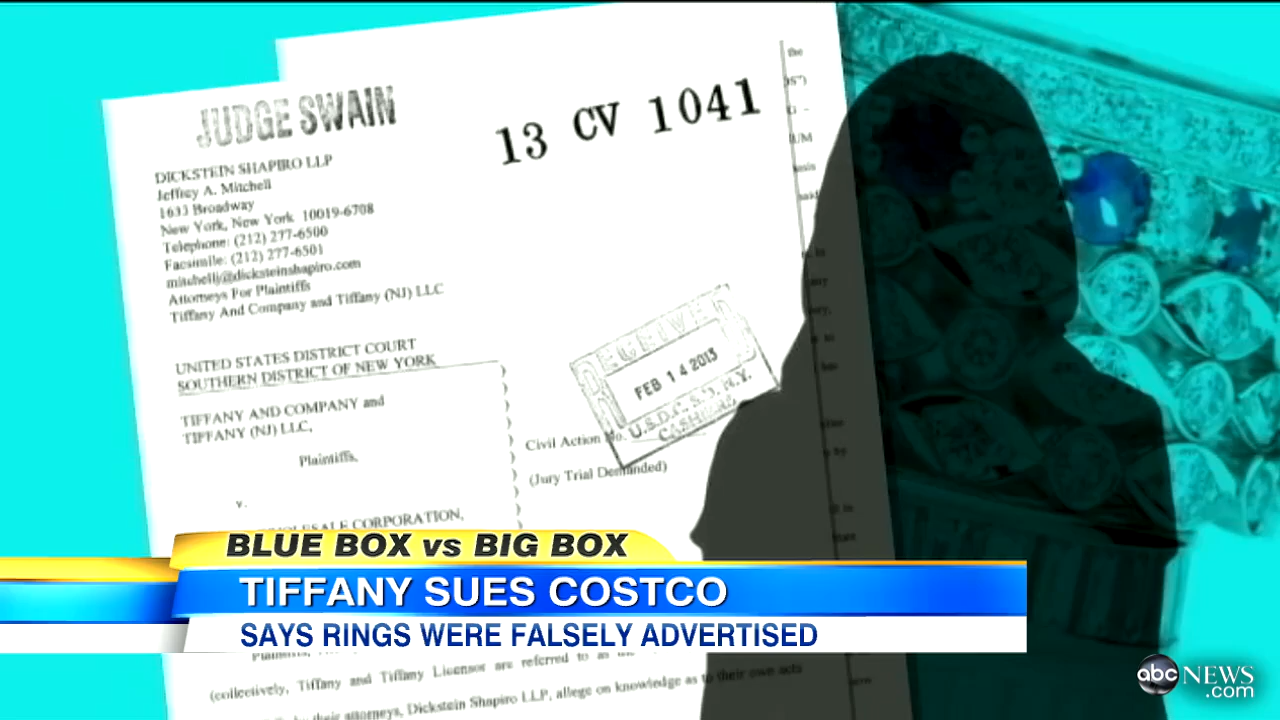 JUDGE SWAIN
13 CV 1041
DICKSTEIN SHAPIRO LLP
Jeffrey A. Mitchell
1633 Broadway
New York, New York 10019-6708
Telephone: (212) 277-6500
Facsimile: (212) 277-6501
mitchellj@dicksteinshapiro.com
Attorneys For Plaintiffs
Tiffany And Company and Tiffany (NJ) LLC
UNITED STATES DISTRICT COURT
SOUTHERN DISTRICT OF NEW YORK
TIFFANY AND COMPANY and
TIFFANY (NJ) LLC,
Plaintiffs,
v.
CORPORATION,
RECEIVED
FEB 14 2013
U.S.D.C. S.D. N.Y.
CASHIERS
Civil Action No.
(Jury Trial Demanded)
the
BLUE BOX vs BIG BOX
TIFFANY SUES COSTCO
SAYS RINGS WERE FALSELY ADVERTISED
Tiffany and Tiffany Licensor are referred to as
(collectively,
by their attorneys, Dickstein Shapiro LLP, allege on knowledge as to their own acts
abc NEWS
.com